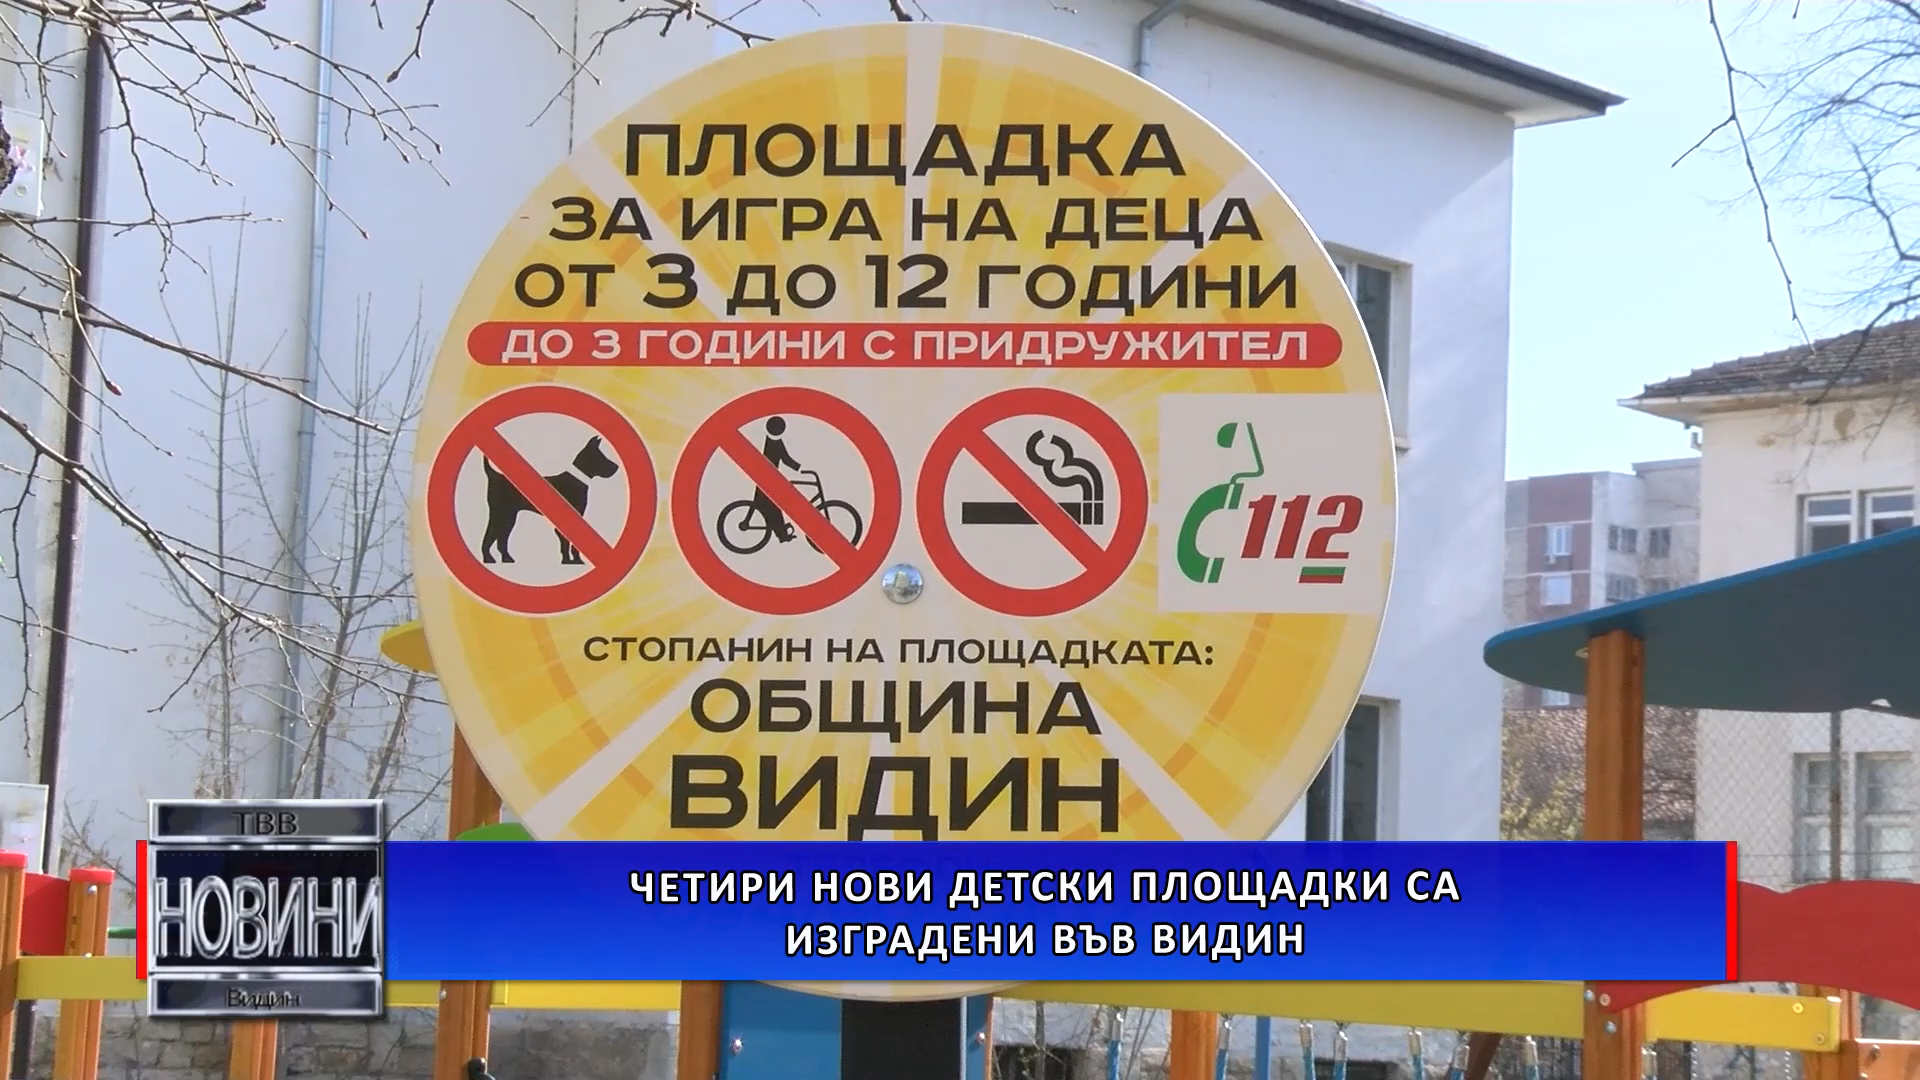 ПЛОЩАДКА
ЗА ИГРА НА ДЕЦА
ОТ 3 ДО 12 ГОДИНИ
ДО 3 ГОДИНИ С ПРИДРУЖИТЕЛ
112
СТОПАНИН НА ПЛОЩАДКАТА:
ОБЩИНА
ВИДИН
ТВВ
НОВИНИ
Видин
ЧЕТИРИ НОВИ ДЕТСКИ ПЛОЩАДКИ СА
ИЗГРАДЕНИ ВЪВ ВИДИН